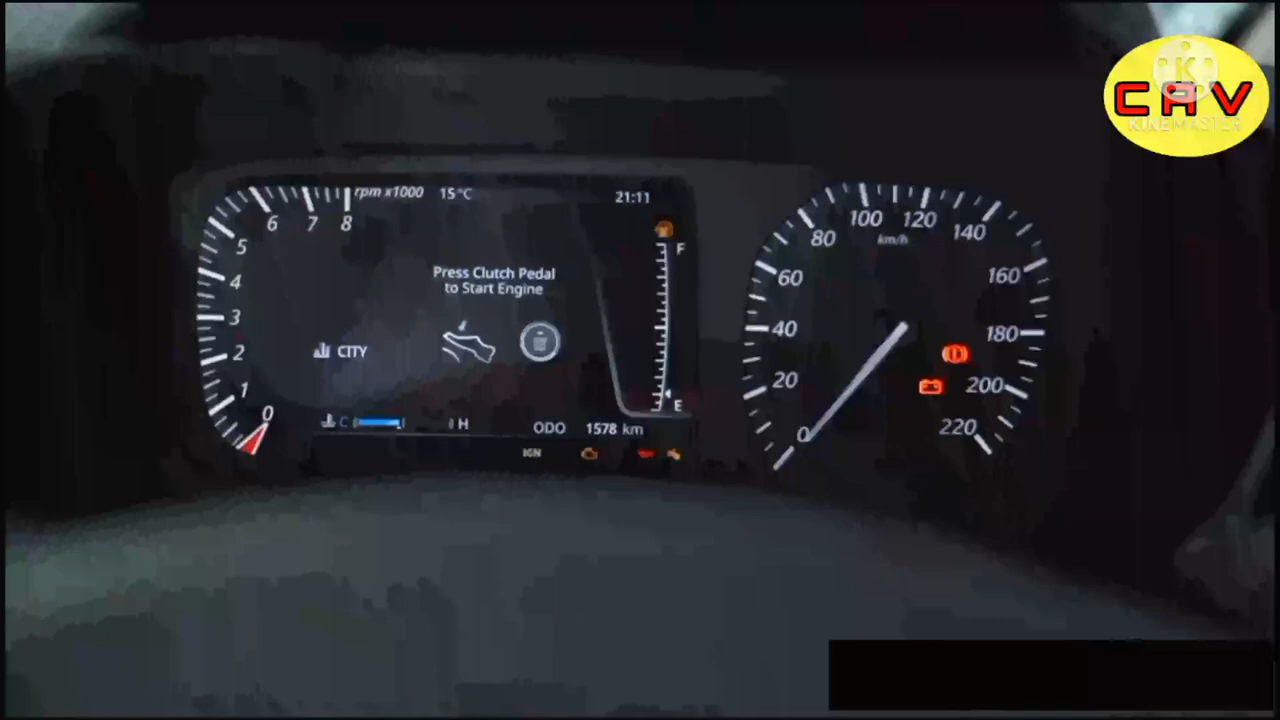 rpm x1000 15°C 21:11
6 7 8
5
4
3
2
1
0
F
Press Clutch Pedal
to Start Engine
CITY
E
C H ODO 1578 km
IGN
0
20
40
60
80
100
120
140
160
180
200
220
km/h
CAV
K
KINEMASTER